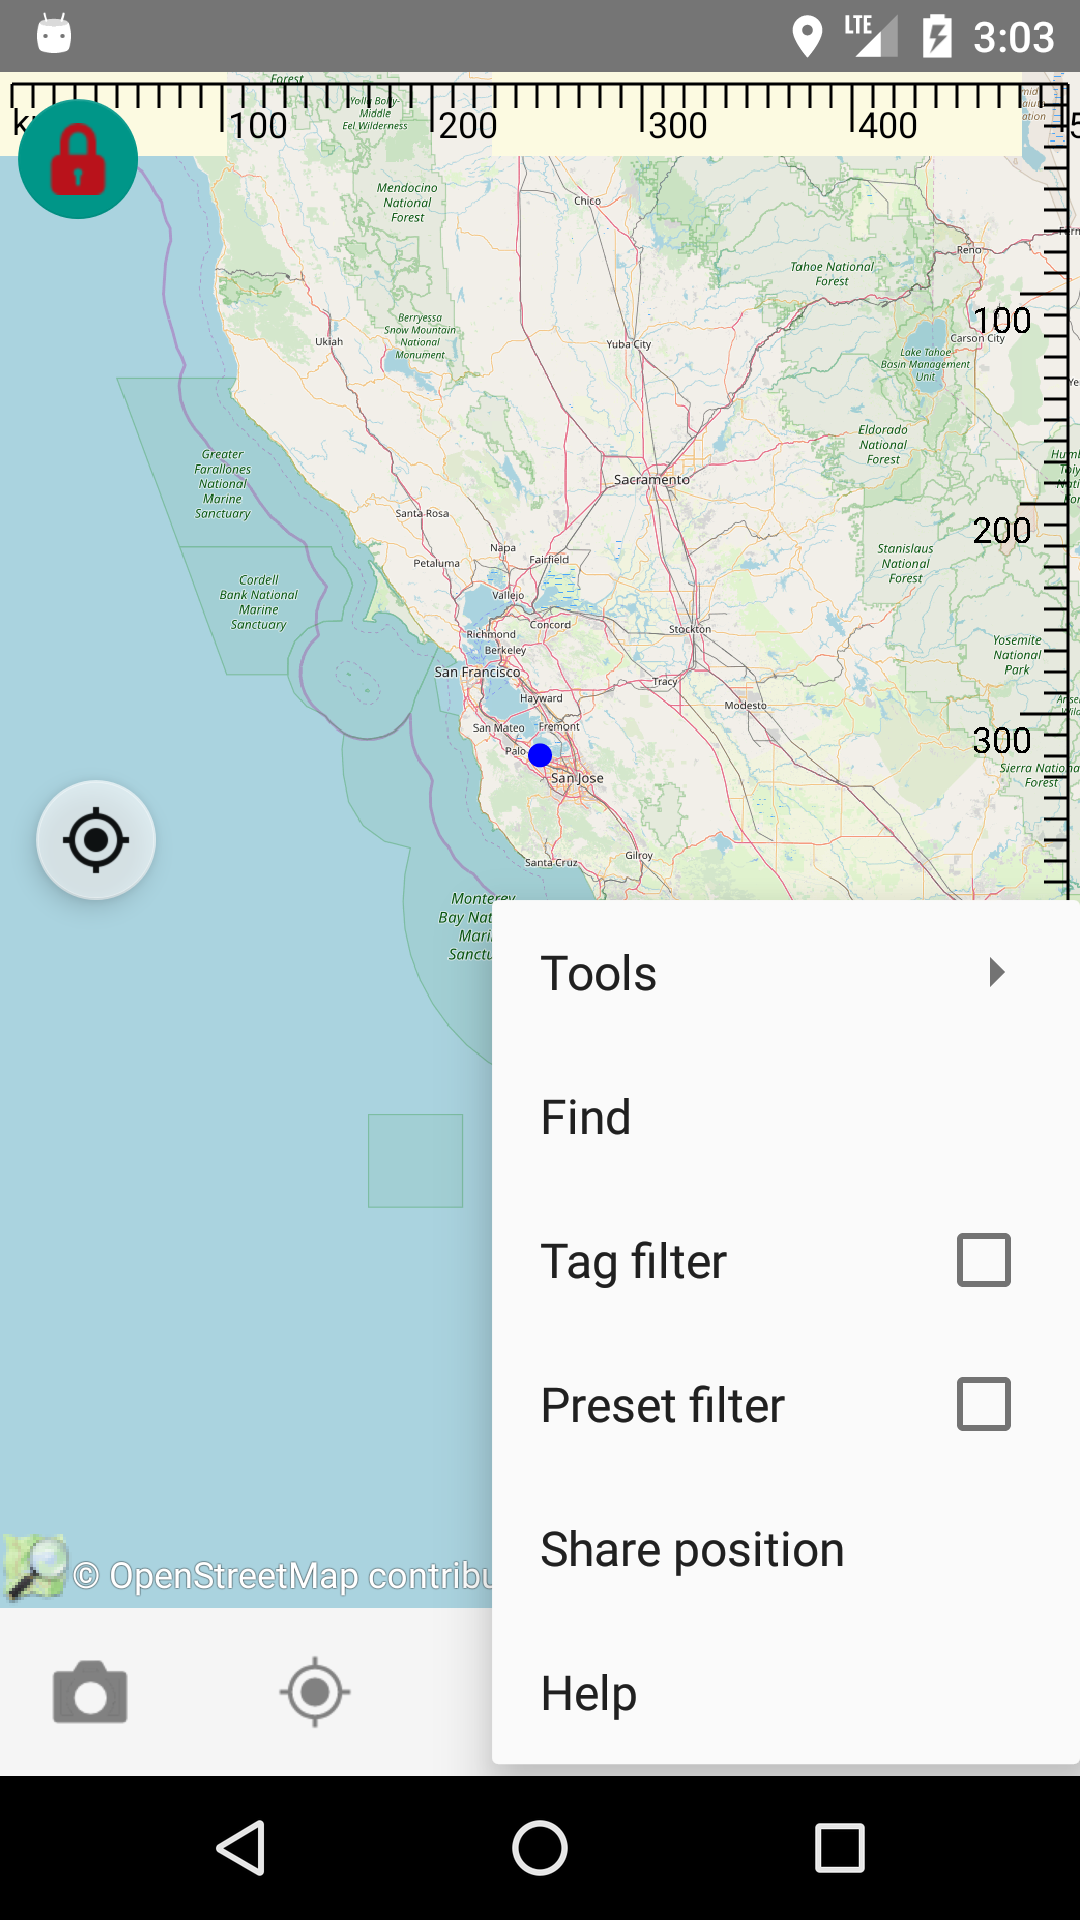 LTE 3:03
Forest
Yolla Bolly-
Middle
Eel Wilderness
100
200
300
400
Mendocino
National
Forest
Chico
Reno
Tahoe National
Forest
100
Carson City
Berryessa
Snow Mountain
National
Monument
Ukiah
Yuba City
Lake Tahoe
Basin Management
Unit
Eldorado
National
Forest
Greater
Farallones
National
Marine
Sanctuary
Sacramento
Santa Rosa
200
Napa
Fairfield
Petaluma
Stanislaus
National
Forest
Cordell
Bank National
Marine
Sanctuary
Vallejo
Concord
Richmond
Stockton
Berkeley
Yosemite
National
Park
San Francisco
Tracy
Hayward
Modesto
San Mateo
Fremont
300
Palo
San Jose
Sierra Nationa
Forest
Santa Cruz
Gilroy
Monterey
Bay Nat
Mari
Sanctu
Tools
Find
Tag filter
Preset filter
Share position
© OpenStreetMap contribu
Help